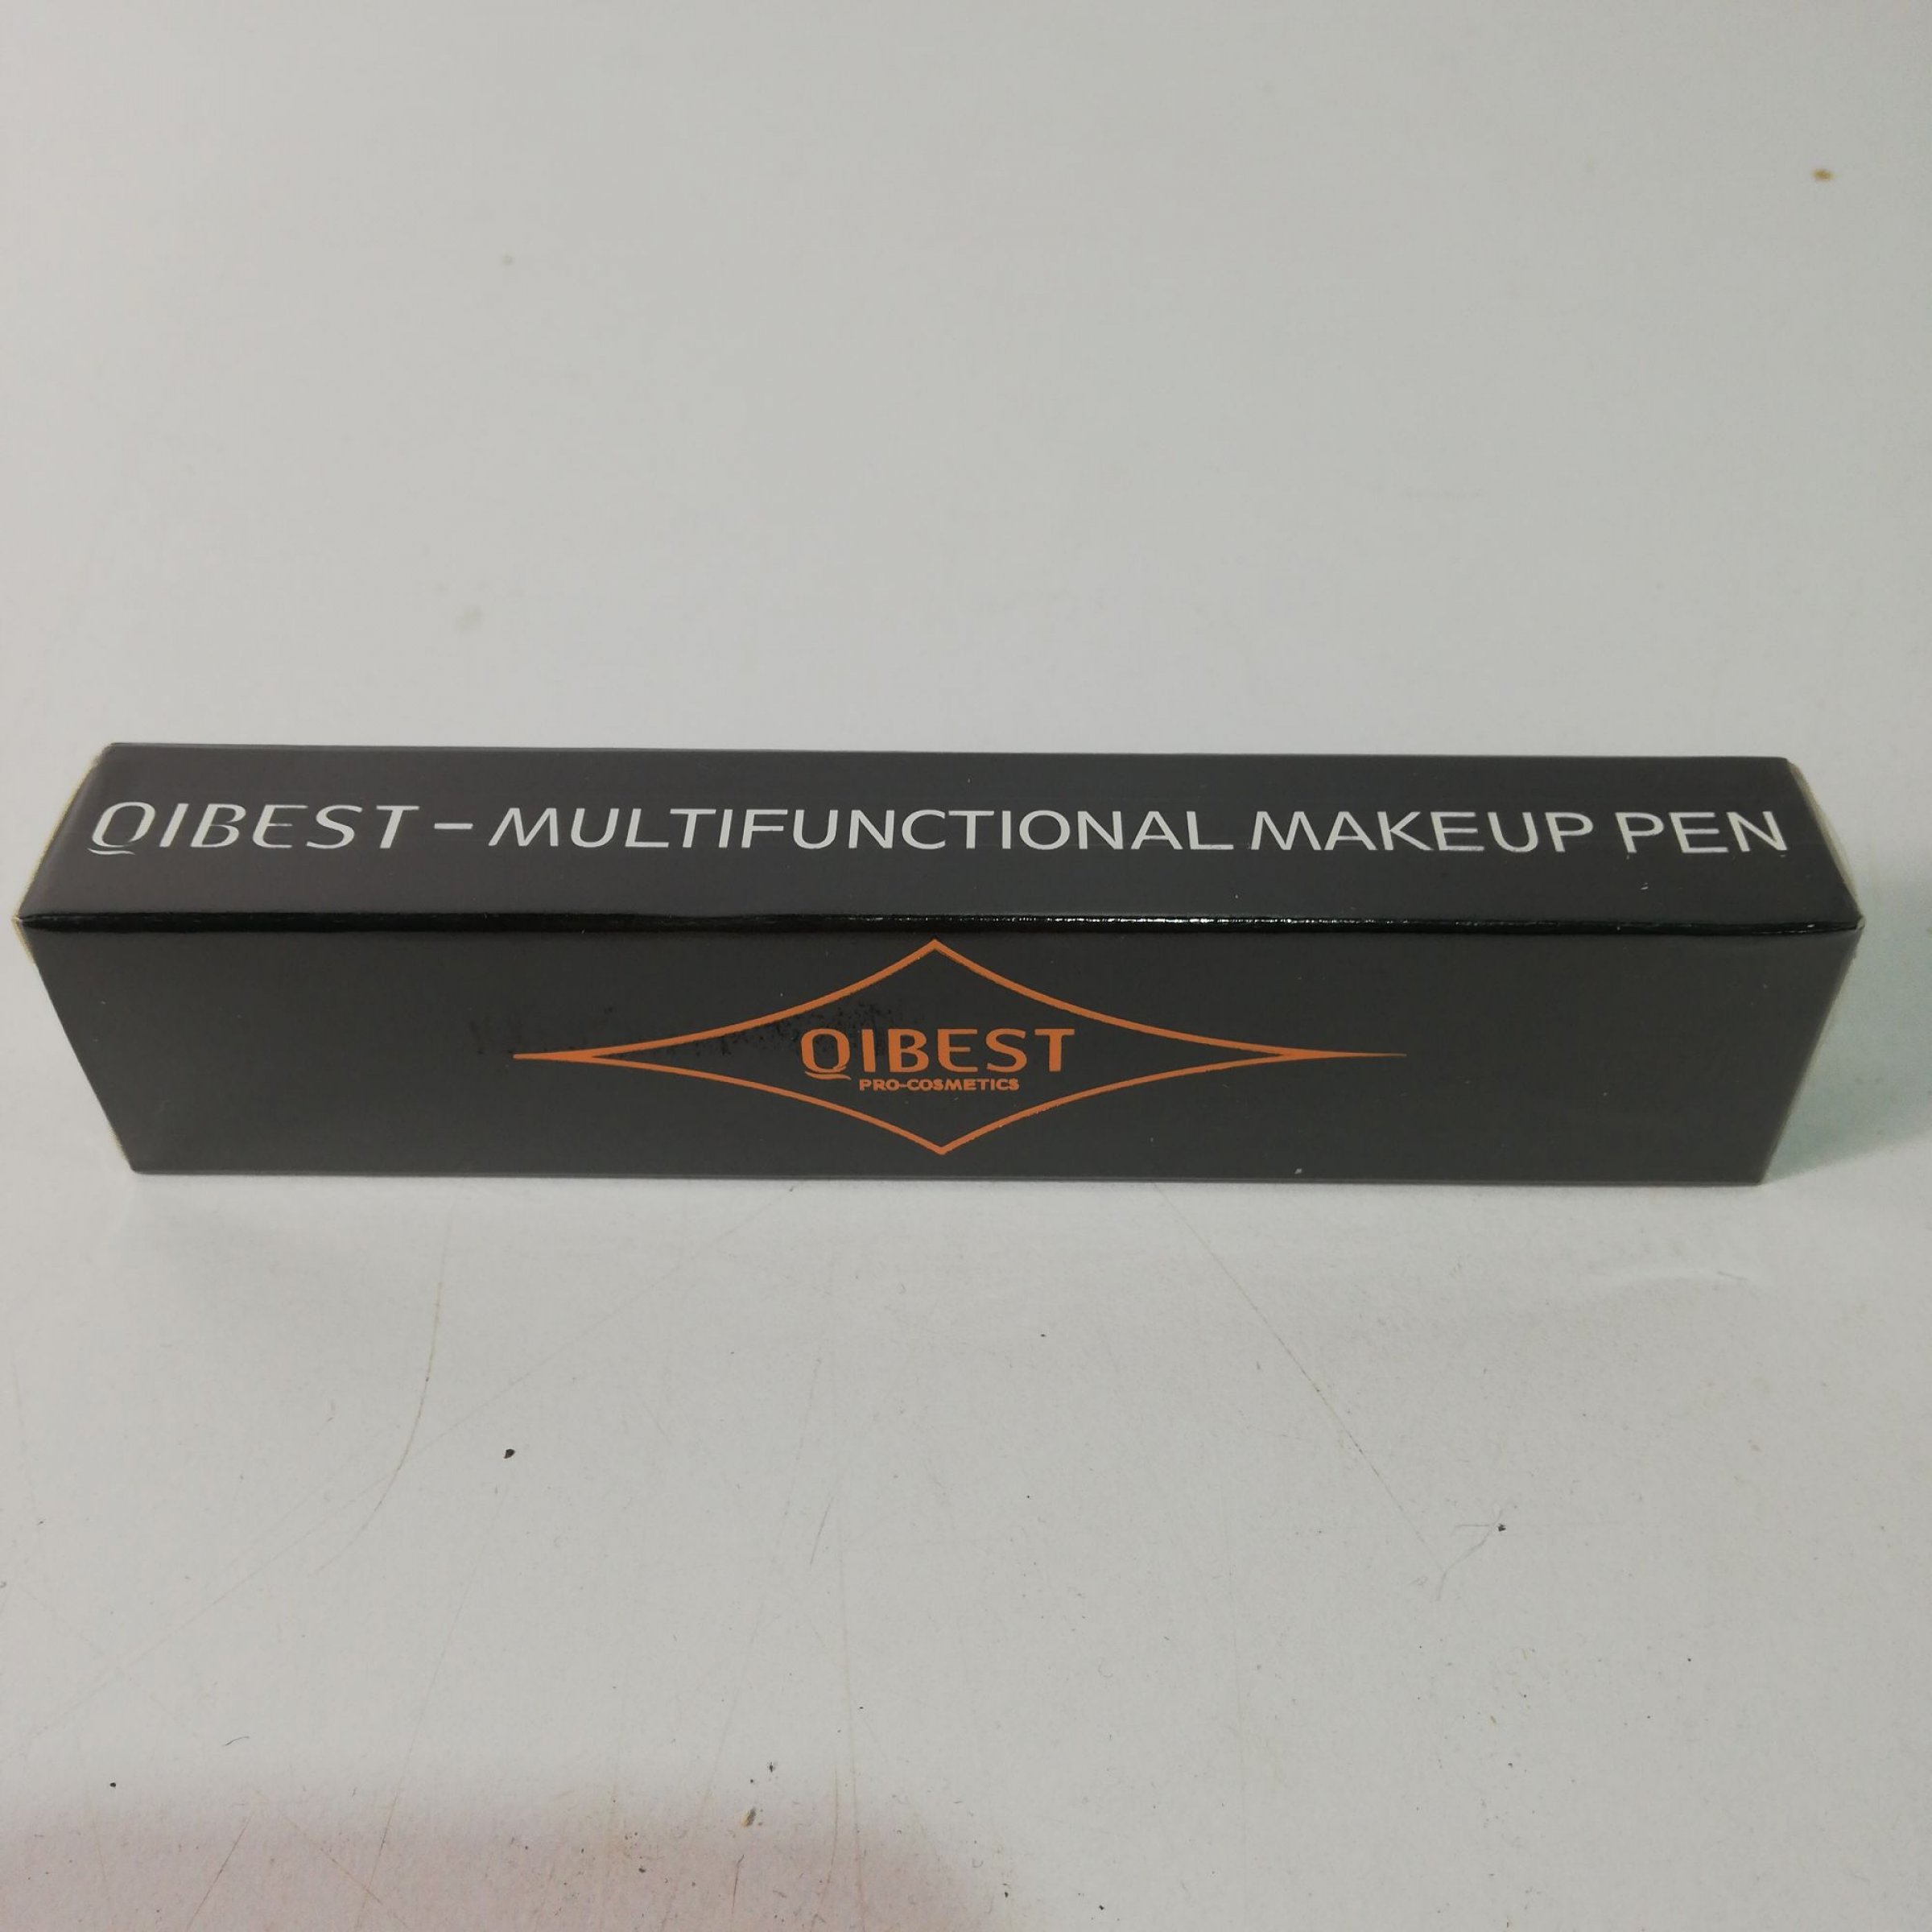 QIBEST – MULTIFUNCTIONAL MAKEUP PEN
QIBEST
PRO-COSMETICS